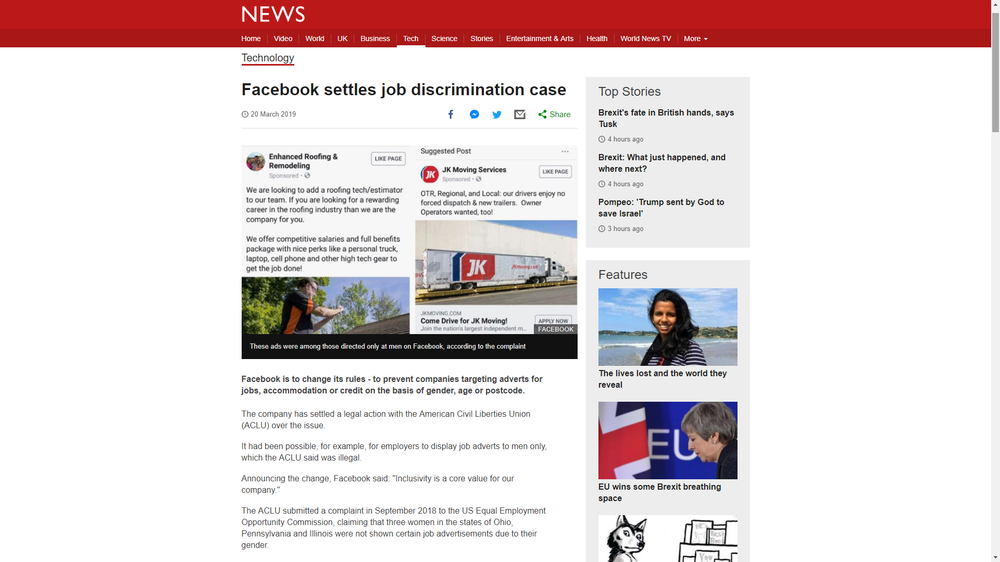 NEWS
Home
Video
World
UK
Business
Tech
Science
Stories
Entertainment & Arts
Health
World News TV
More
Technology
Facebook settles job discrimination case
20 March 2019
Share
Enhanced Roofing &
Remodeling
Sponsored •
LIKE PAGE
We are looking to add a roofing tech/estimator
to our team. If you are looking for a rewarding
career in the roofing industry than we are the
company for you.
We offer competitive salaries and full benefits
package with nice perks like a personal truck,
laptop, cell phone and other high tech gear to
get the job done!
Suggested Post
JK
JK Moving Services
Sponsored •
LIKE PAGE
OTR, Regional, and Local: our drivers enjoy no
forced dispatch & new trailers. Owner
Operators wanted, too!
JK
JKmoving.com
JKMOVING.COM
Come Drive for JK Moving!
Join the nation's largest independent m...
APPLY NOW
FACEBOOK
These ads were among those directed only at men on Facebook, according to the complaint
Facebook is to change its rules - to prevent companies targeting adverts for
jobs, accommodation or credit on the basis of gender, age or postcode.
The company has settled a legal action with the American Civil Liberties Union
(ACLU) over the issue.
It had been possible, for example, for employers to display job adverts to men only,
which the ACLU said was illegal.
Announcing the change, Facebook said: "Inclusivity is a core value for our
company."
The ACLU submitted a complaint in September 2018 to the US Equal Employment
Opportunity Commission, claiming that three women in the states of Ohio,
Pennsylvania and Illinois were not shown certain job advertisements due to their
gender.
Top Stories
Brexit's fate in British hands, says
Tusk
4 hours ago
Brexit: What just happened, and
where next?
4 hours ago
Pompeo: 'Trump sent by God to
save Israel'
3 hours ago
Features
The lives lost and the world they
reveal
EU
EU wins some Brexit breathing
space
Best
Boo
You